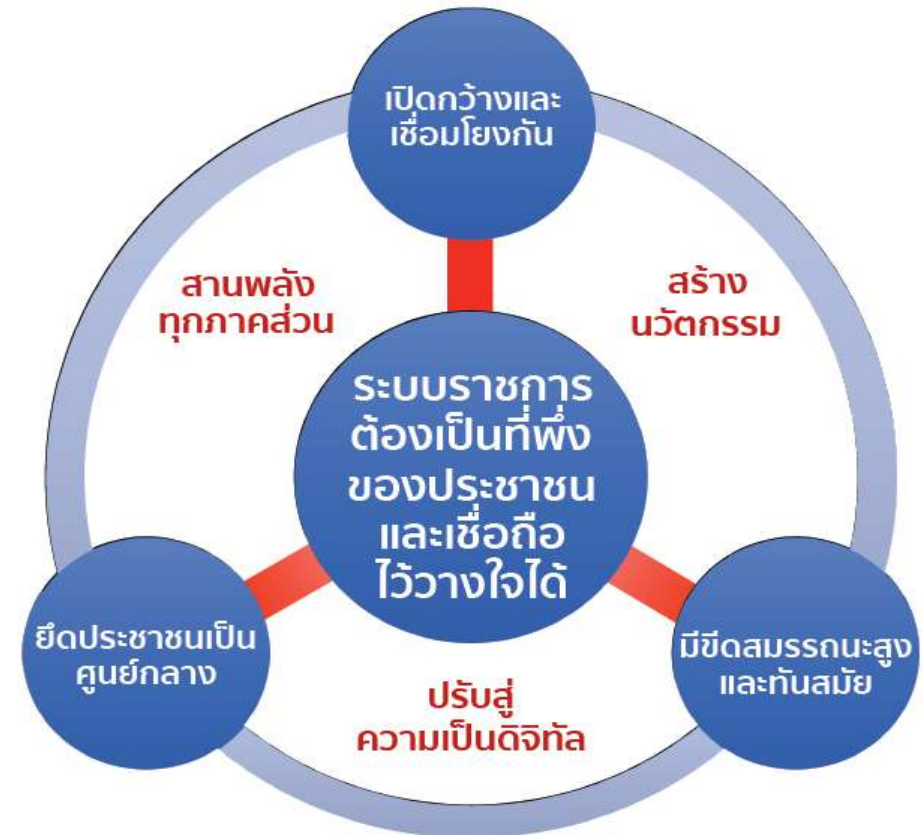 เปิดกว้างและ
เชื่อมโยงกัน
สานพลัง
ทุกภาคส่วน
สร้าง
นวัตกรรม
ระบบราชการ
ต้องเป็นที่พึ่ง
ของประชาชน
และเชื่อถือ
ไว้วางใจได้
ยึดประชาชนเป็น
ศูนย์กลาง
มีขีดสมรรถนะสูง
และทันสมัย
ปรับสู่
ความเป็นดิจิทัล